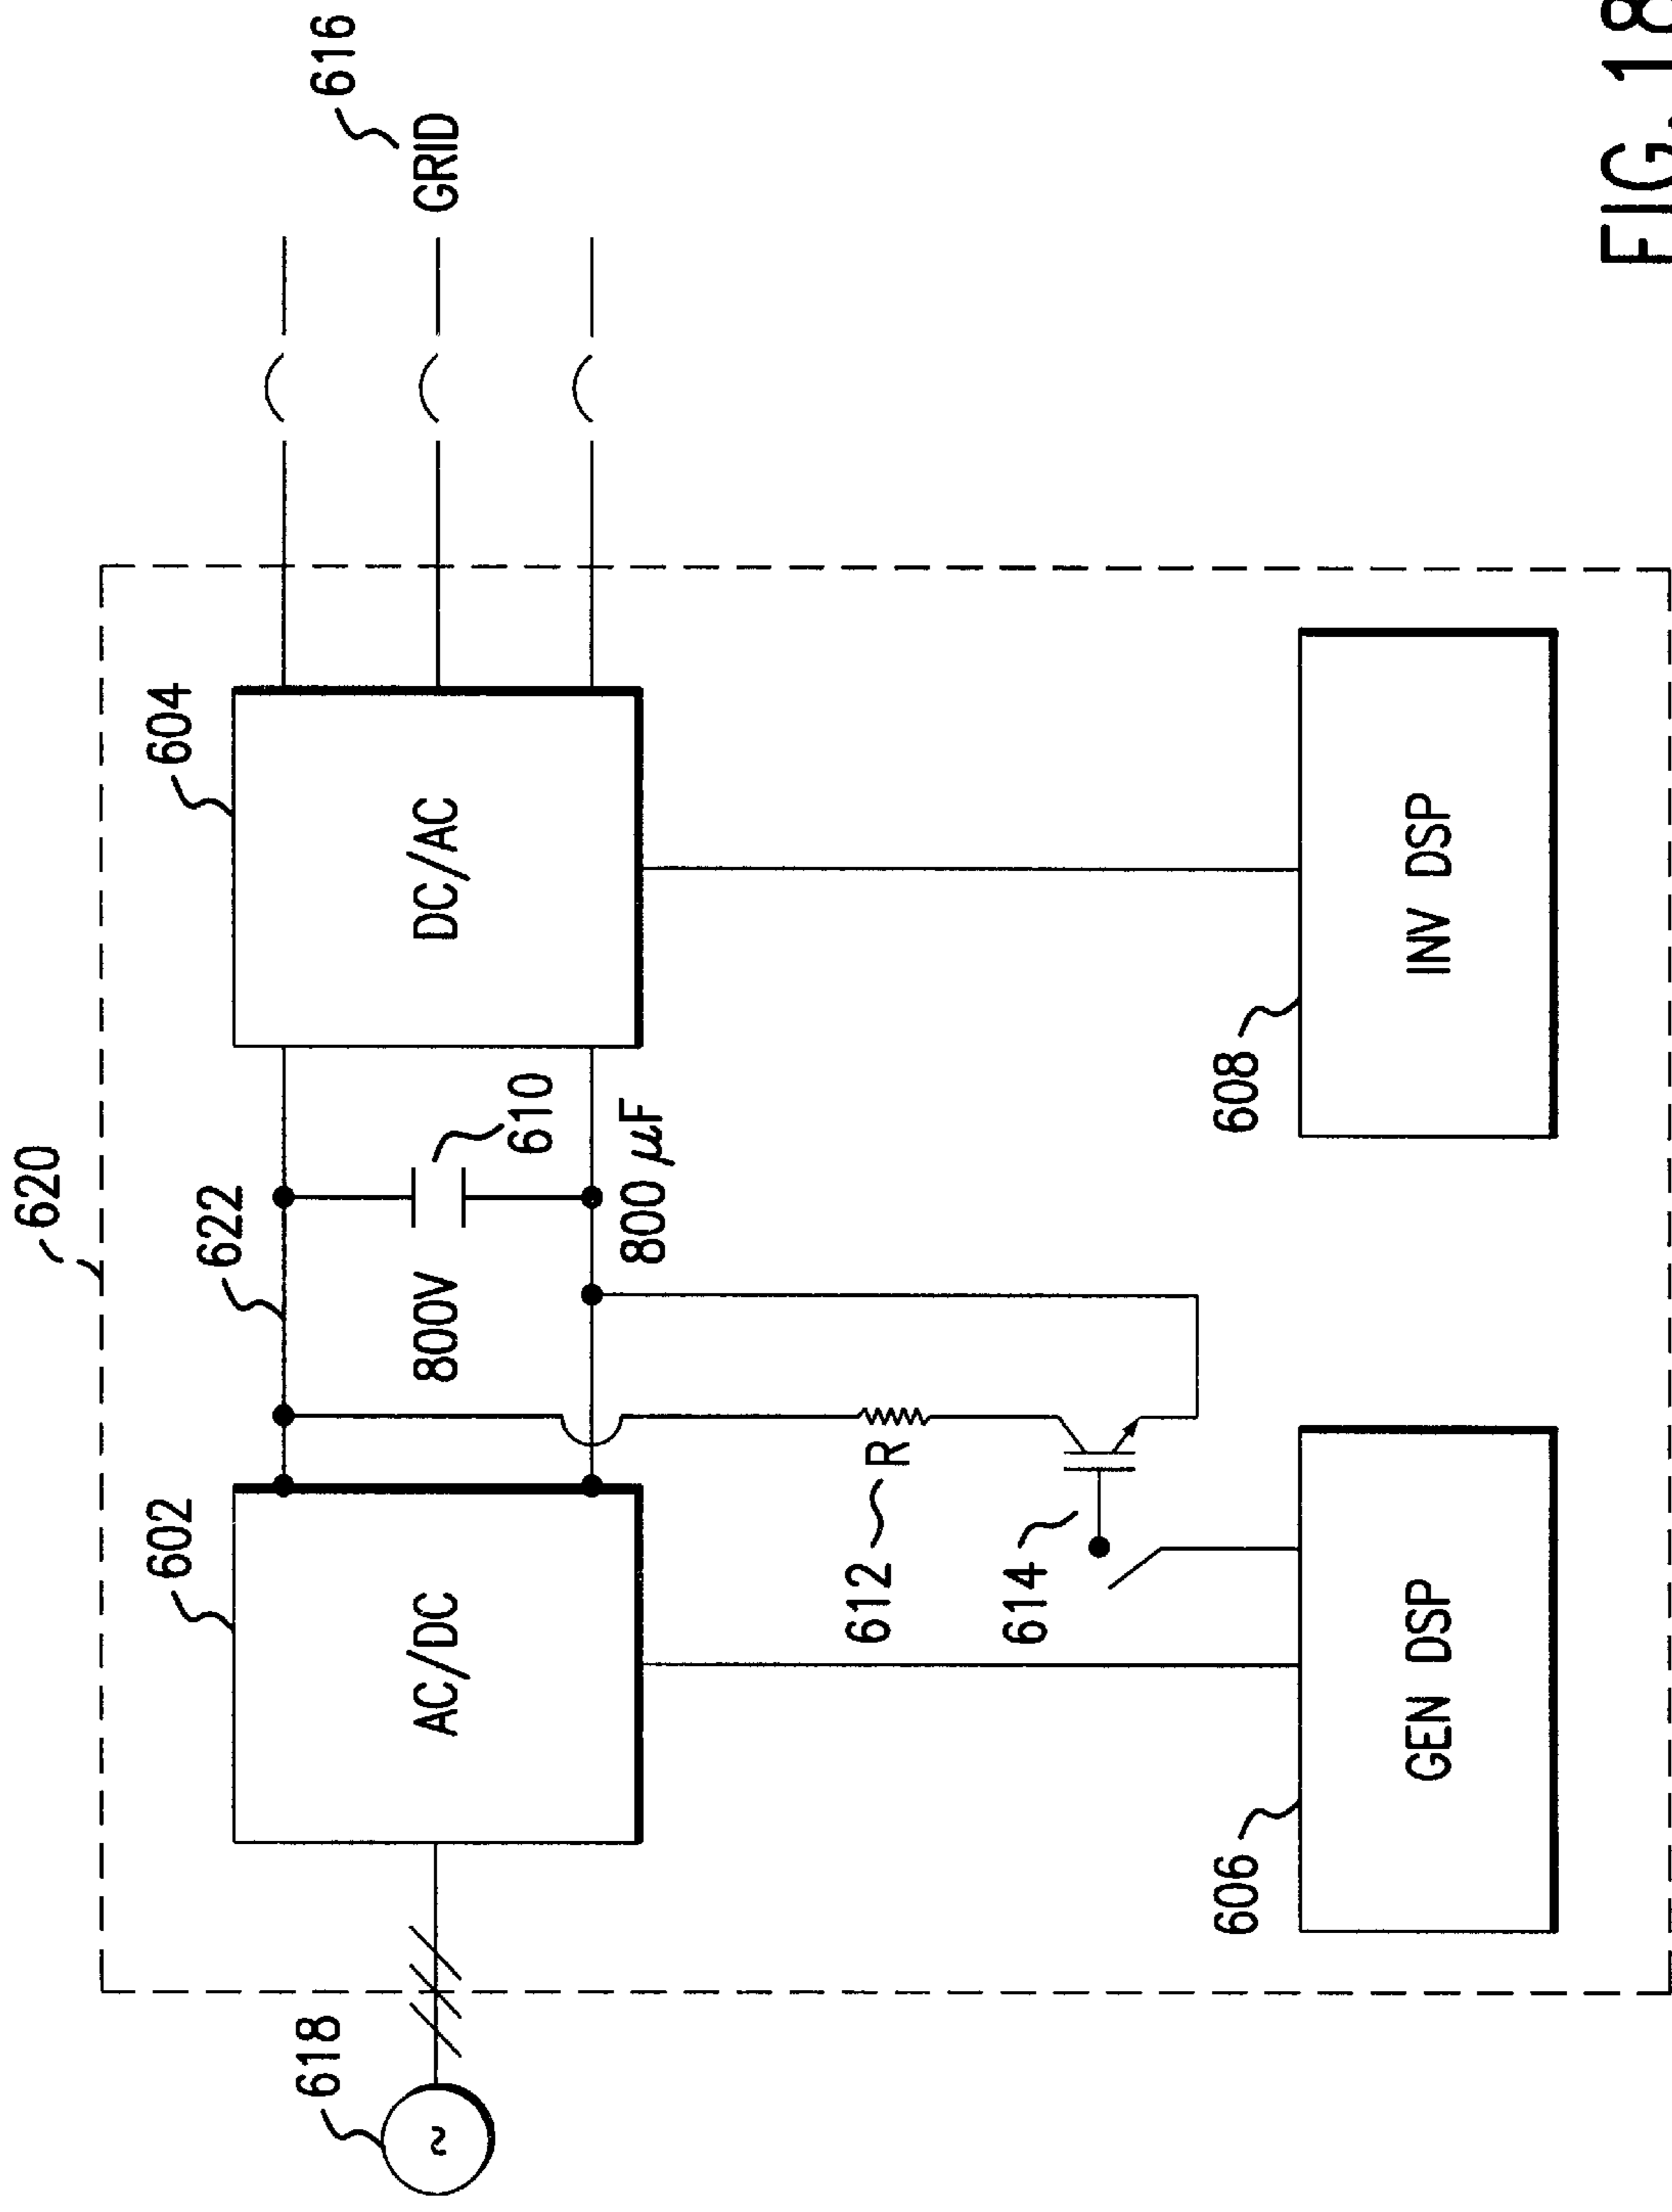 620
602
622
604
616
618
AC/DC
800V
610
DC/AC
GRID
800 µF
612
R
614
606
GEN DSP
608
INV DSP
FIG. 18